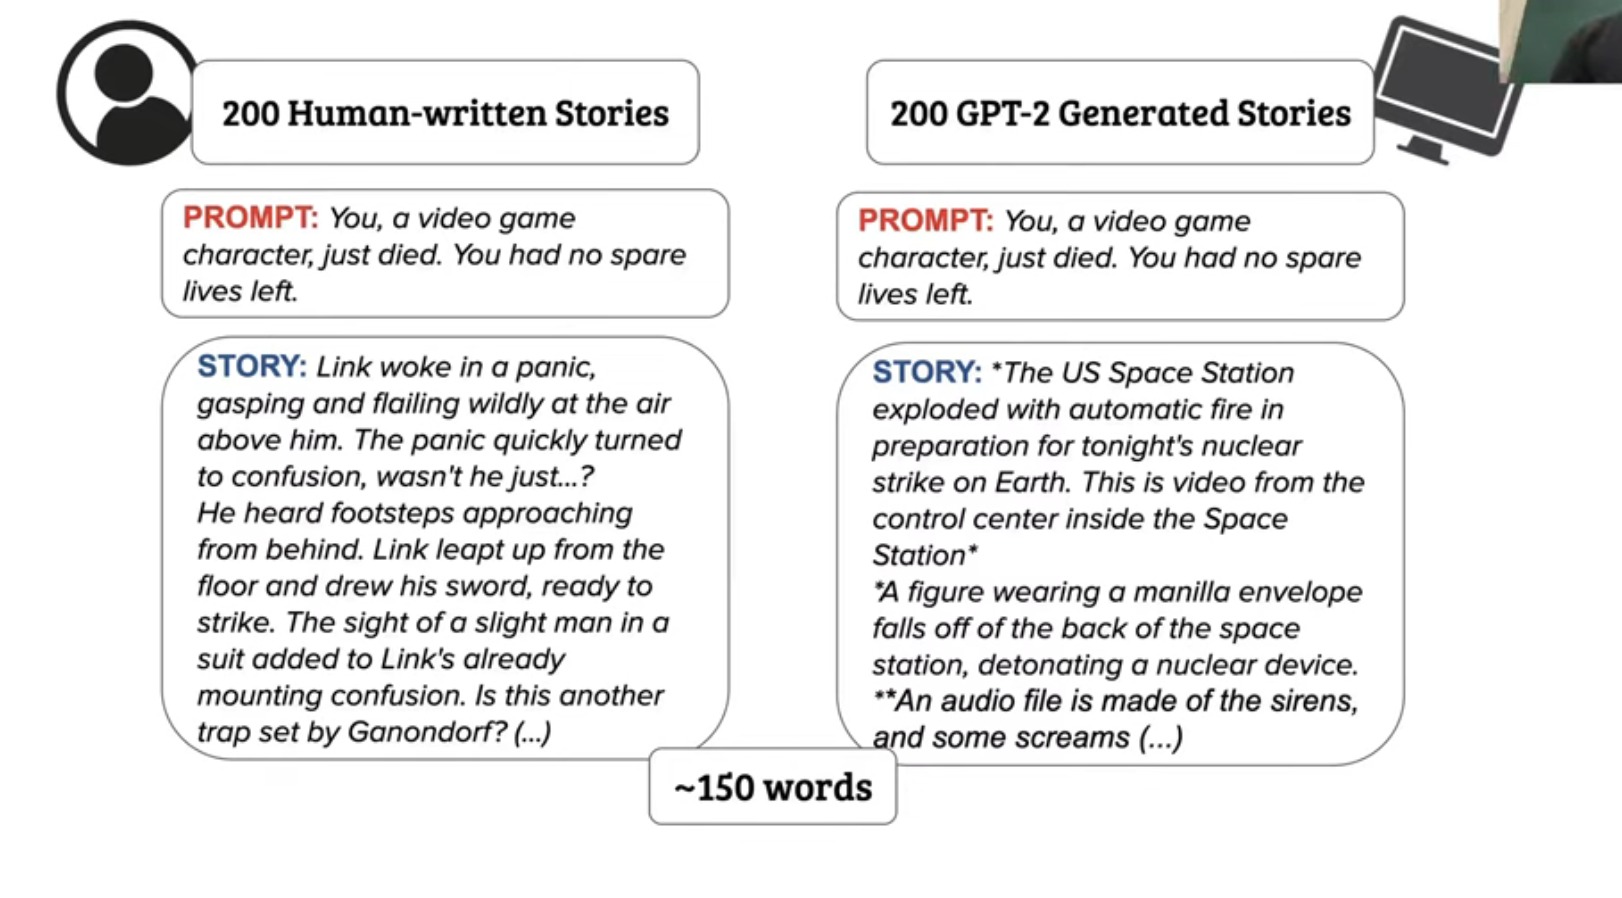 200 Human-written Stories
PROMPT: You, a video game
character, just died. You had no spare
lives left.
STORY: Link woke in a panic,
gasping and flailing wildly at the air
above him. The panic quickly turned
to confusion, wasn't he just...?
He heard footsteps approaching
from behind. Link leapt up from the
floor and drew his sword, ready to
strike. The sight of a slight man in a
suit added to Link's already
mounting confusion. Is this another
trap set by Ganondorf? (...)
200 GPT-2 Generated Stories
PROMPT: You, a video game
character, just died. You had no spare
lives left.
STORY: *The US Space Station
exploded with automatic fire in
preparation for tonight's nuclear
strike on Earth. This is video from the
control center inside the Space
Station*
*A figure wearing a manilla envelope
falls off of the back of the space
station, detonating a nuclear device.
**An audio file is made of the sirens,
and some screams (...)
~150 words